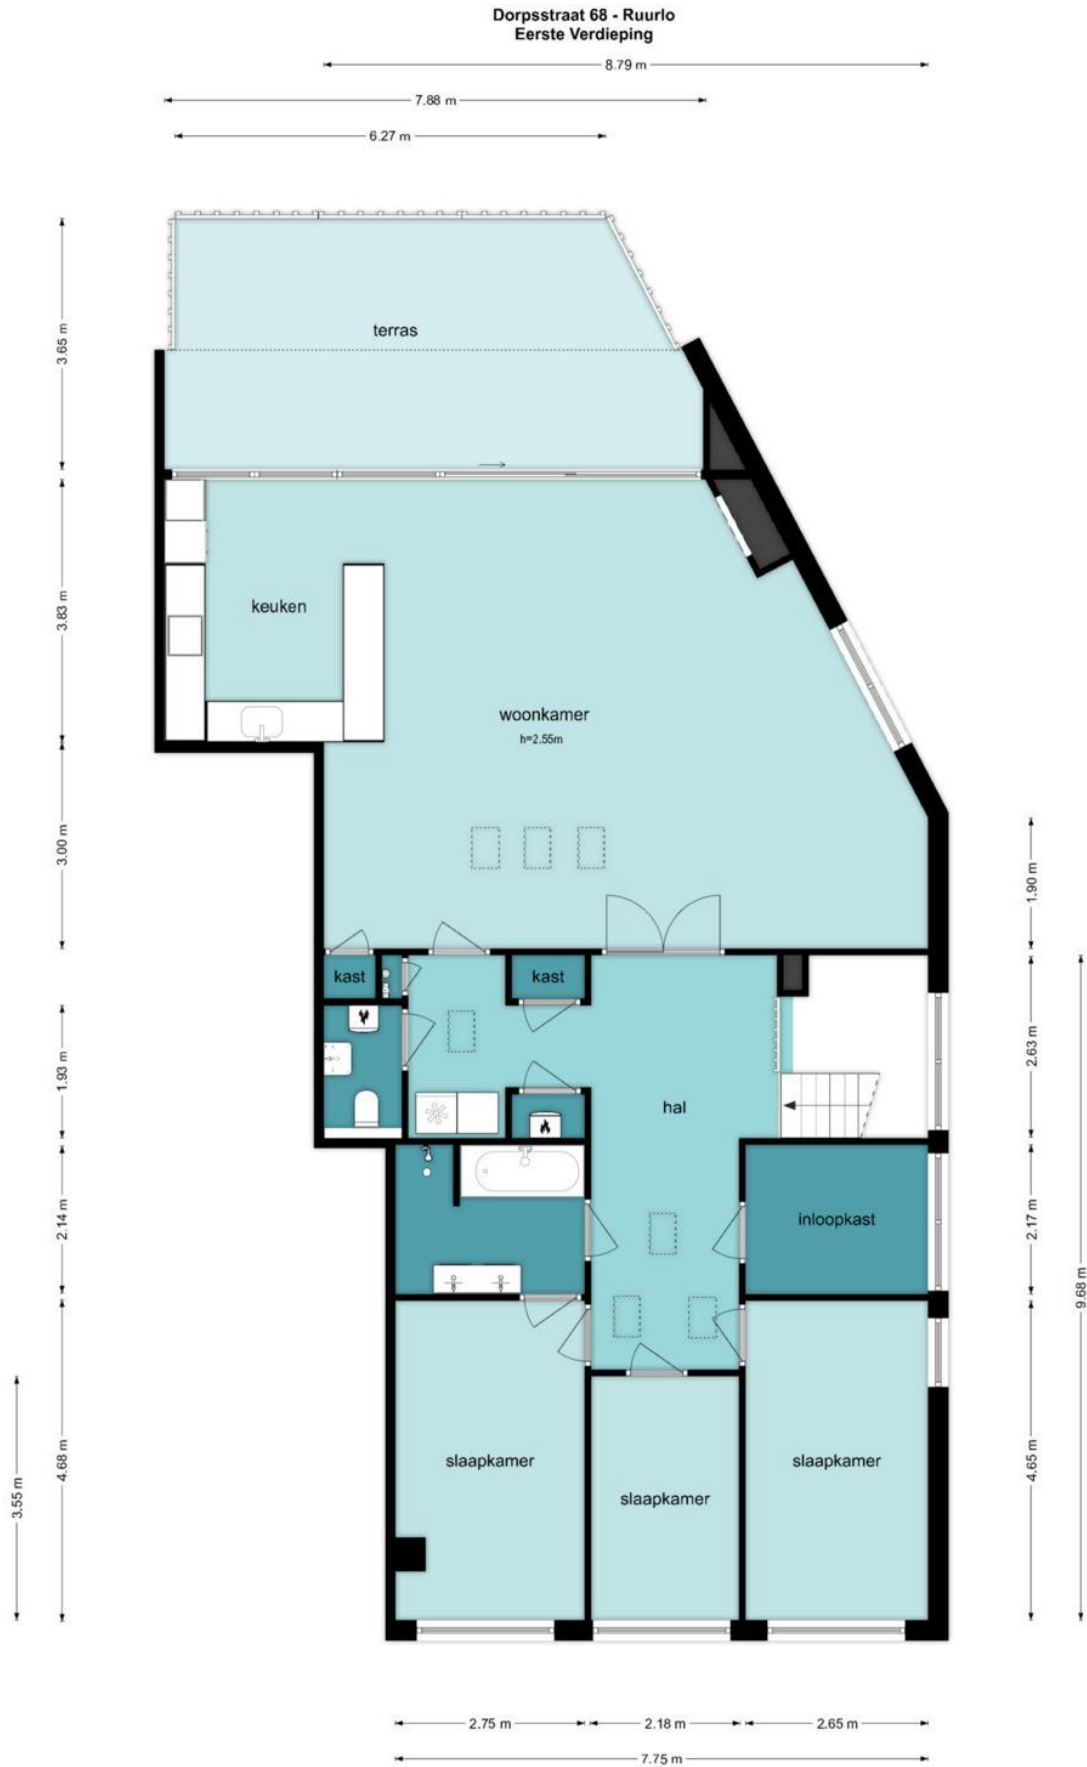 Dorpsstraat 68 - Ruurlo
Eerste Verdieping
8.79 m
7.88 m
6.27 m
3.65 m
terras
3.83 m
keuken
woonkamer
h=2.55m
3.00 m
1.90 m
kast
kast
1.93 m
2.63 m
hal
2.14 m
inloopkast
2.17 m
9.68 m
slaapkamer
slaapkamer
slaapkamer
4.68 m
4.65 m
3.55 m
2.75 m
2.18 m
2.65 m
7.75 m